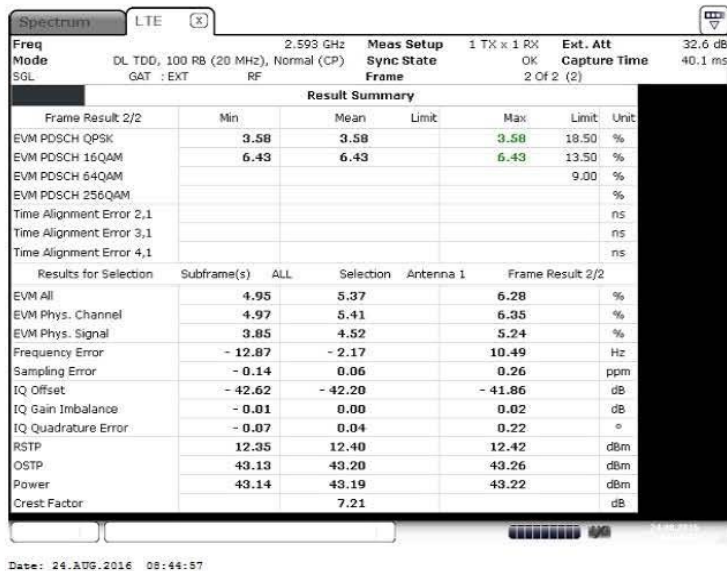 Spectrum LTE X
Freq 2.593 GHz Meas Setup 1 TX x 1 RX Ext. Att 32.6 dB
Mode DL TDD, 100 RB (20 MHz), Normal (CP) Sync State OK Capture Time 40.1 ms
SGL GAT : EXT RF Frame 2 Of 2 (2)
Result Summary
Frame Result 2/2 Min Mean Limit Max Limit Unit
EVM PDSCH QPSK 3.58 3.58 3.58 18.50 %
EVM PDSCH 16QAM 6.43 6.43 6.43 13.50 %
EVM PDSCH 64QAM 9.00 %
EVM PDSCH 256QAM %
Time Alignment Error 2,1 ns
Time Alignment Error 3,1 ns
Time Alignment Error 4,1 ns
Results for Selection Subframe(s) ALL Selection Antenna 1 Frame Result 2/2
EVM All 4.95 5.37 6.28 %
EVM Phys. Channel 4.97 5.41 6.35 %
EVM Phys. Signal 3.85 4.52 5.24 %
Frequency Error - 12.87 - 2.17 10.49 Hz
Sampling Error - 0.14 0.06 0.26 ppm
IQ Offset - 42.62 - 42.20 - 41.86 dB
IQ Gain Imbalance - 0.01 0.00 0.02 dB
IQ Quadrature Error - 0.07 0.04 0.22 °
RSTP 12.35 12.40 12.42 dBm
OSTP 43.13 43.20 43.26 dBm
Power 43.14 43.19 43.22 dBm
Crest Factor 7.21 dB
Date: 24.AUG.2016 08:44:57